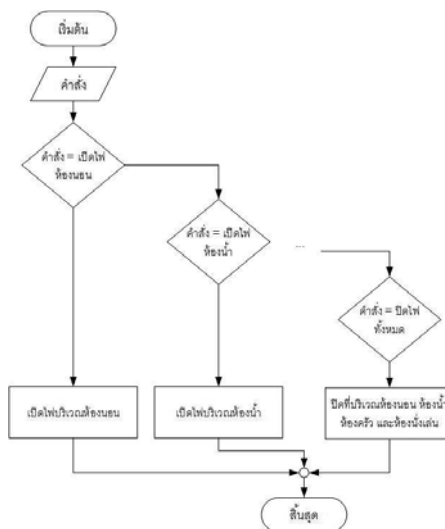 เริ่มต้น
คำสั่ง
คำสั่ง = เปิดไฟ
ห้องนอน
คำสั่ง = เปิดไฟ
ห้องน้ำ
....
คำสั่ง = ปิดไฟ
ทั้งหมด
เปิดไฟบริเวณห้องนอน
เปิดไฟบริเวณห้องน้ำ
ปิดที่บริเวณห้องนอน ห้องน้ำ
ห้องครัว และห้องนั่งเล่น
สิ้นสุด